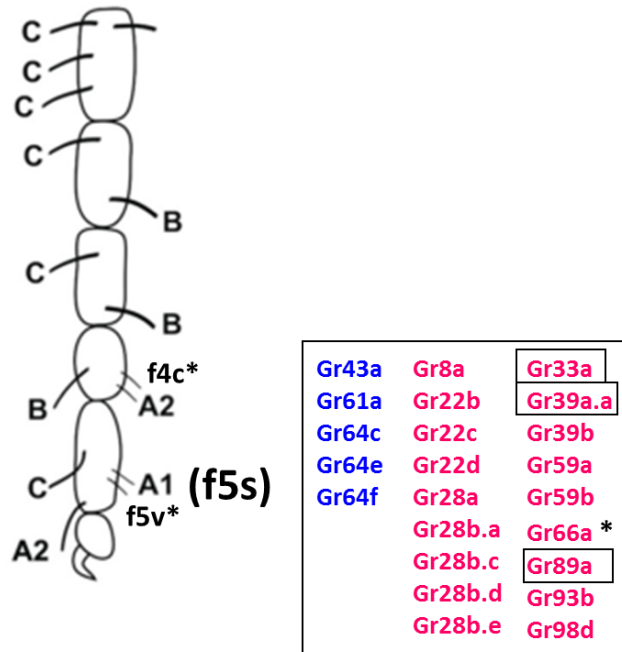 C
C
C
C
B
C
B
f4c*
B
A2
C
A1 (f5s)
f5v*
A2
Gr43a Gr8a Gr33a
Gr61a Gr22b Gr39a.a
Gr64c Gr22c Gr39b
Gr64e Gr22d Gr59a
Gr64f Gr28a Gr59b
Gr28b.a Gr66a *
Gr28b.c Gr89a
Gr28b.d Gr93b
Gr28b.e Gr98d